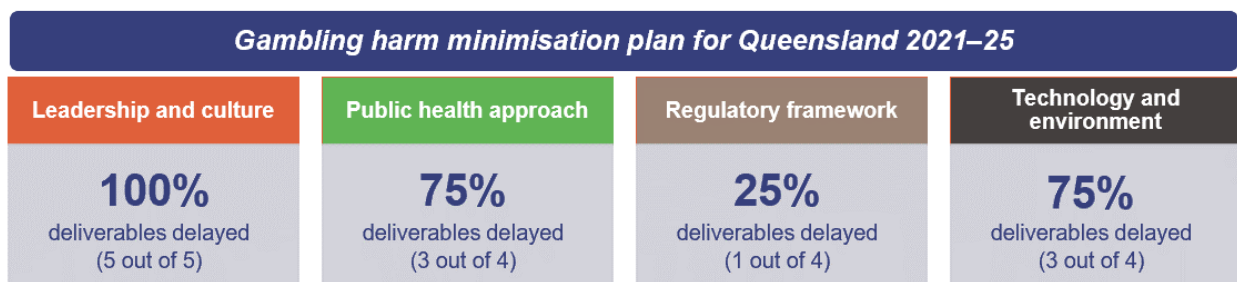 Gambling harm minimisation plan for Queensland 2021–25
Leadership and culture
100%
deliverables delayed
(5 out of 5)
Public health approach
75%
deliverables delayed
(3 out of 4)
Regulatory framework
25%
deliverables delayed
(1 out of 4)
Technology and
environment
75%
deliverables delayed
(3 out of 4)